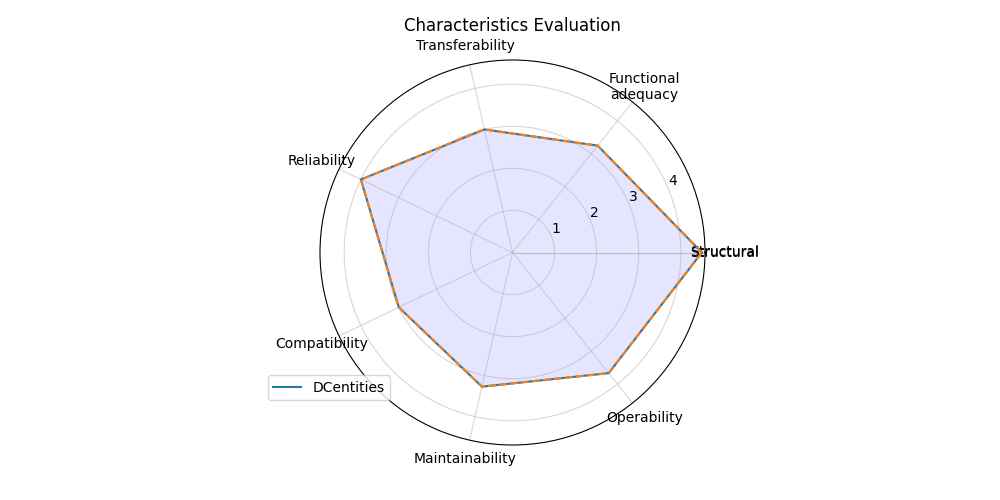 Characteristics Evaluation
Transferability
Functional
adequacy
Reliability
4
3
2
1
Structural
Compatibility
DCentities
Operability
Maintainability